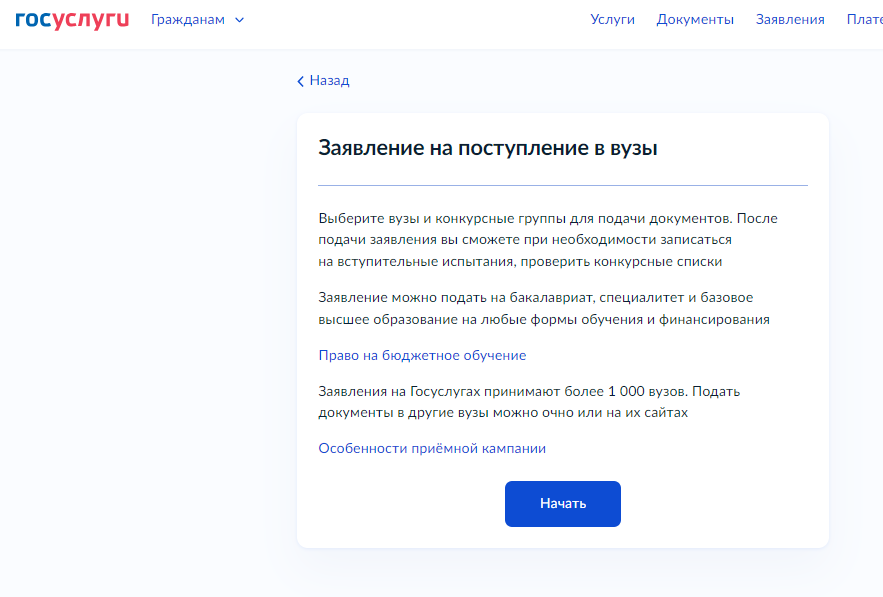 госуслуги Гражданам Услуги Документы Заявления
Назад
Заявление на поступление в вузы
Выберите вузы и конкурсные группы для подачи документов. После
подачи заявления вы сможете при необходимости записаться
на вступительные испытания, проверить конкурсные списки
Заявление можно подать на бакалавриат, специалитет и базовое
высшее образование на любые формы обучения и финансирования
Право на бюджетное обучение
Заявления на Госуслугах принимают более 1 000 вузов. Подать
документы в другие вузы можно очно или на их сайтах
Особенности приёмной кампании
Начать